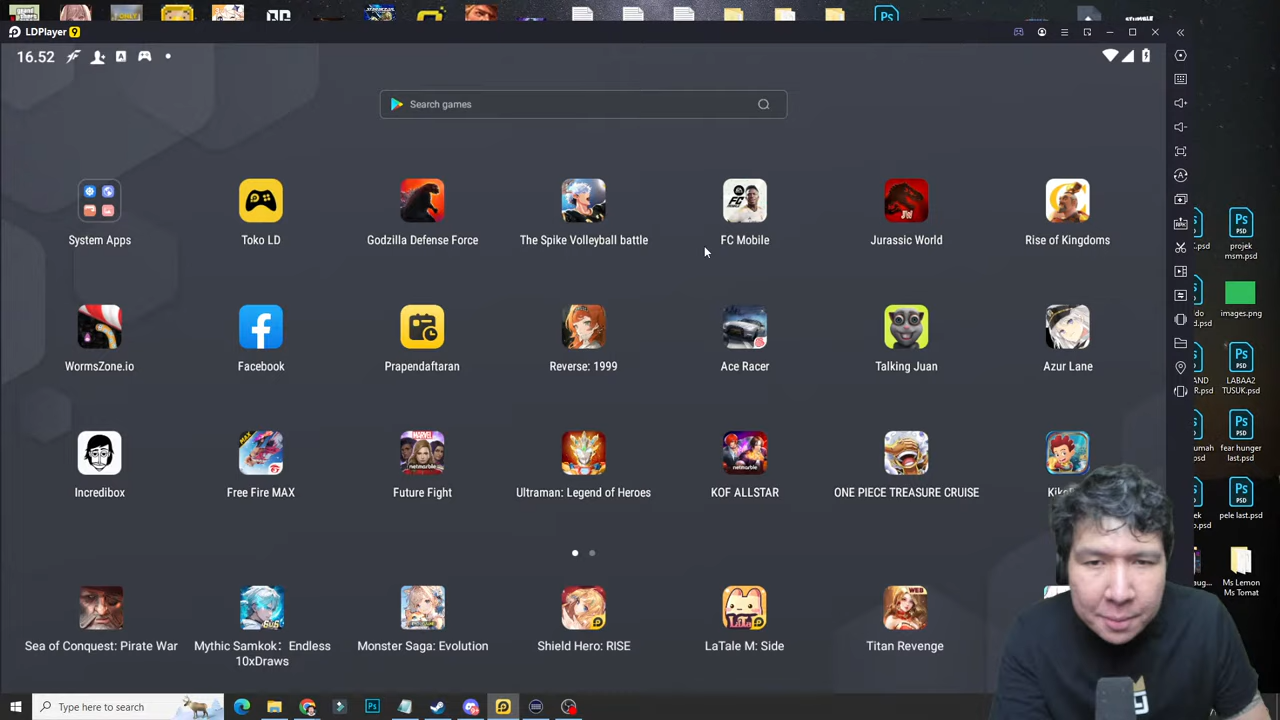 LDPlayer 9
16.52
Search games
System Apps
Toko LD
Godzilla Defense Force
The Spike Volleyball battle
FC Mobile
Jurassic World
Rise of Kingdoms
WormsZone.io
Facebook
Prapendaftaran
Reverse: 1999
Ace Racer
Talking Juan
Azur Lane
Incredibox
Free Fire MAX
Future Fight
Ultraman: Legend of Heroes
KOF ALLSTAR
ONE PIECE TREASURE CRUISE
Sea of Conquest: Pirate War
Mythic Samkok： Endless
10xDraws
Monster Saga: Evolution
Shield Hero: RISE
LaTale M: Side
Titan Revenge
projek
msm.psd
images.png
LABAA2
TUSUK.psd
fear hunger
last.psd
pele last.psd
Ms Lemon
Ms Tomat
Type here to search